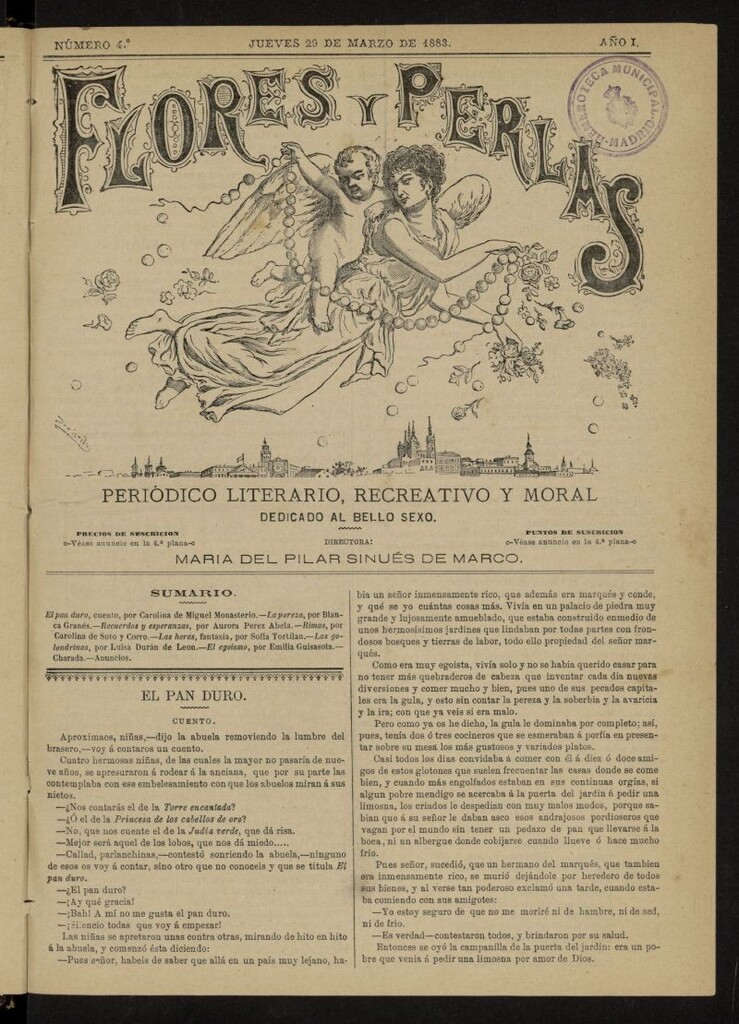 NÚMERO 4.º
JUEVES 29 DE MARZO DE 1883.
AÑO I.
FLORES Y PERLAS
HEMEROTECA MUNICIPAL
MADRID
PERIÓDICO LITERARIO, RECREATIVO Y MORAL
DEDICADO AL BELLO SEXO.
PRECIOS DE SUSCRICION
o-Véase anuncio en la 4.ª plana-o
DIRECTORA:
PUNTOS DE SUSCRICION
o-Véase anuncio en la 4.ª plana-o
MARIA DEL PILAR SINUÉS DE MARCO.
SUMARIO.
El pan duro, cuento, por Carolina de Miguel Monasterio.—La pereza, por Blan-
ca Granés.—Recuerdos y esperanzas, por Aurora Perez Abela.—Rimas, por
Carolina de Soto y Corro.—Las horas, fantasia, por Sofía Tortilan.—Las go-
londrinas, por Luisa Durán de Leon.—El egoismo, por Emilia Guisasota.—
Charada.—Anuncios.
EL PAN DURO.
CUENTO.
Aproximaos, niñas,—dijo la abuela removiendo la lumbre del
brasero,—voy á contaros un cuento.
Cuatro hermosas niñas, de las cuales la mayor no pasaría de nue-
ve años, se apresuraron á rodear á la anciana, que por su parte las
contemplaba con ese embelesamiento con que los abuelos miran á sus
nietos.
—¿Nos contarás el de la Torre encantada?
—¿Ó el de la Princesa de los cabellos de oro?
—No, que nos cuente el de la Judía verde, que dá risa.
—Mejor será aquel de los lobos, que nos dá miedo.....
—Callad, parlanchinas,—contestó sonriendo la abuela,—ninguno
de esos os voy á contar, sino otro que no conoceis y que se titula El
pan duro.
—¿El pan duro?
—¡Ay qué gracia!
—¡Bah! A mí no me gusta el pan duro.
—¡Silencio todas que voy á empezar!
Las niñas se apretaron unas contra otras, mirando de hito en hito
á la abuela, y comenzó ésta diciendo:
—Pues señor, habeis de saber que allá en un país muy lejano, ha-
bia un señor inmensamente rico, que además era marqués y conde,
y qué se yo cuántas cosas más. Vivía en un palacio de piedra muy
grande y lujosamente amueblado, que estaba construido enmedio de
unos hermosísimos jardines que lindaban por todas partes con fron-
dosos bosques y tierras de labor, todo ello propiedad del señor mar-
qués.
Como era muy egoista, vivía solo y no se habia querido casar para
no tener más quebraderos de cabeza que inventar cada dia nuevas
diversiones y comer mucho y bien, pues uno de sus pecados capita-
les era la gula, y esto sin contar la pereza y la soberbia y la avaricia
y la ira; con que ya veis si era malo.
Pero como ya os he dicho, la gula le dominaba por completo; así,
pues, tenía dos ó tres cocineros que se esmeraban á porfía en presen-
tar sobre su mesa los más gustosos y variados platos.
Casi todos los dias convidaba á comer con él á diez ó doce amí-
gos de estos glotones que suelen frecuentar las casas donde se come
bien, y cuando más engolfados estaban en sus continuas orgías, si
algun pobre mendigo se acercaba á la puerta del jardín á pedir una
limosna, los criados le despedian con muy malos modos, porque sa-
bian que á su señor le daban asco esos andrajosos pordioseros que
vagan por el mundo sin tener un pedazo de pan que llevarse á la
boca, ni un albergue donde cobijarse cuando llueve ó hace mucho
frio.
Pues señor, sucedió, que un hermano del marqués, que tambien
era inmensamente rico, se murió dejándole por heredero de todos
sus bienes, y al verse tan poderoso exclamó una tarde, cuando esta-
ba comiendo con sus amigotes:
—Yo estoy seguro de que no me moriré ni de hambre, ni de sed,
ni de frio.
—Es verdad—contestaron todos, y brindaron por su salud.
Entonces se oyó la campanilla de la puerta del jardin: era un po-
bre que venia á pedir una limosna por amor de Dios.